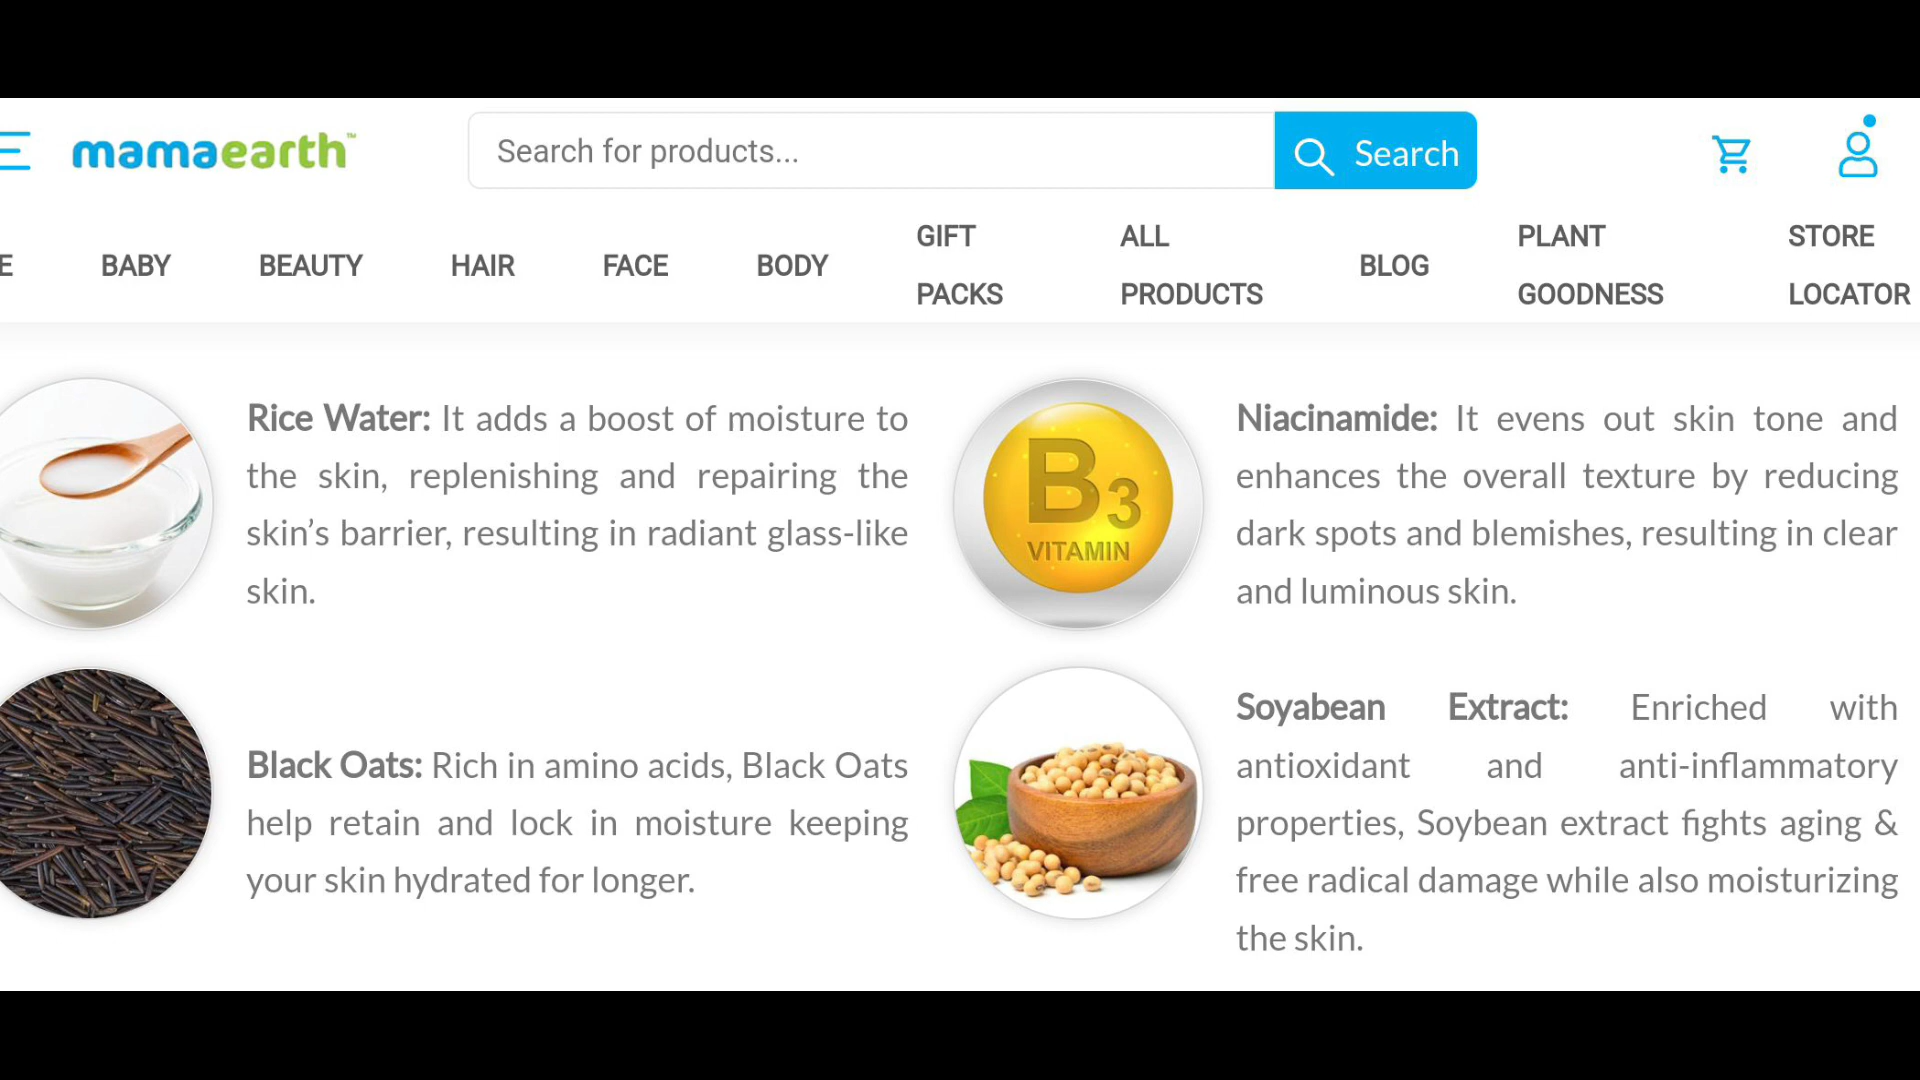 mamaearth™
Search for products...
Search
E
BABY
BEAUTY
HAIR
FACE
BODY
GIFT
PACKS
ALL
PRODUCTS
BLOG
PLANT
GOODNESS
STORE
LOCATOR
Rice Water: It adds a boost of moisture to
the skin, replenishing and repairing the
skin’s barrier, resulting in radiant glass-like
skin.
B3
VITAMIN
Niacinamide: It evens out skin tone and
enhances the overall texture by reducing
dark spots and blemishes, resulting in clear
and luminous skin.
Black Oats: Rich in amino acids, Black Oats
help retain and lock in moisture keeping
your skin hydrated for longer.
Soyabean Extract: Enriched with
antioxidant and anti-inflammatory
properties, Soybean extract fights aging &
free radical damage while also moisturizing
the skin.